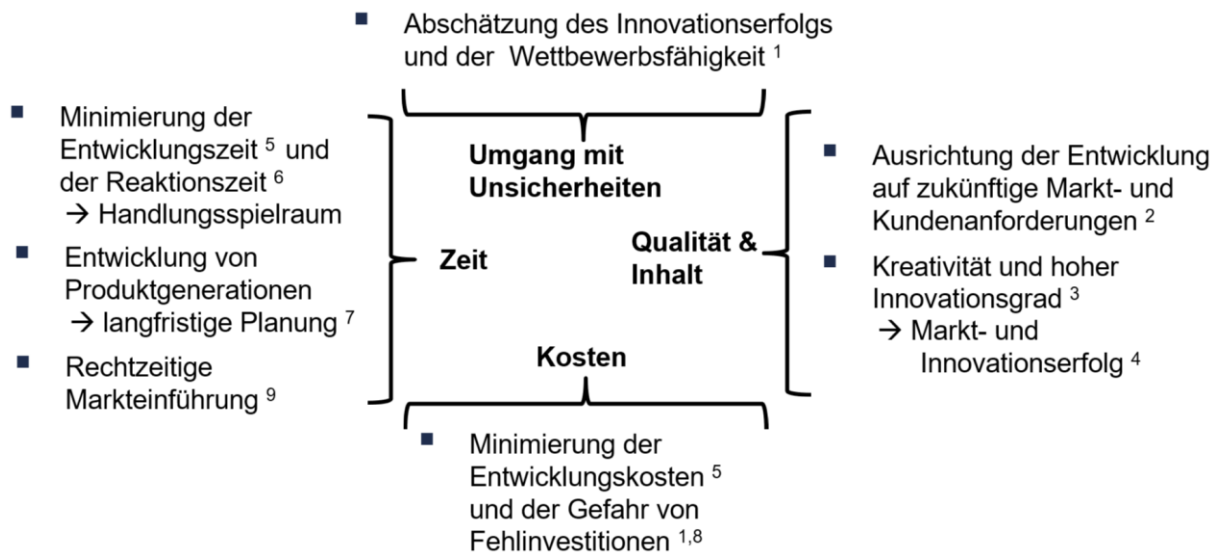 ▪ Abschätzung des Innovationserfolgs
und der Wettbewerbsfähigkeit ¹
Umgang mit
Unsicherheiten
▪ Minimierung der
Entwicklungszeit ⁵ und
der Reaktionszeit ⁶
→ Handlungsspielraum
▪ Entwicklung von
Produktgenerationen
→ langfristige Planung ⁷
▪ Rechtzeitige
Markteinführung ⁹
Zeit
Qualität &
Inhalt
▪ Ausrichtung der Entwicklung
auf zukünftige Markt- und
Kundenanforderungen ²
▪ Kreativität und hoher
Innovationsgrad ³
→ Markt- und
Innovationserfolg ⁴
Kosten
▪ Minimierung der
Entwicklungskosten ⁵
und der Gefahr von
Fehlinvestitionen ¹,⁸